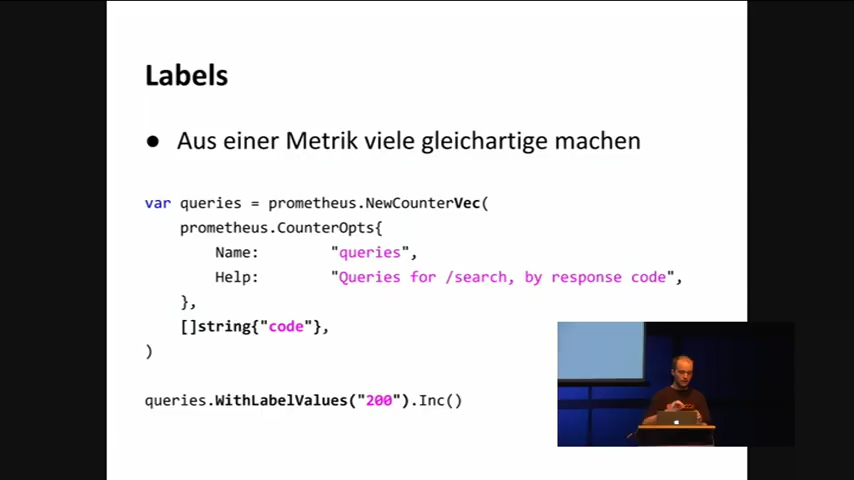 Labels
● Aus einer Metrik viele gleichartige machen
var queries = prometheus.NewCounterVec(
    prometheus.CounterOpts{
        Name:        "queries",
        Help:        "Queries for /search, by response code",
    },
    []string{"code"},
)
queries.WithLabelValues("200").Inc()